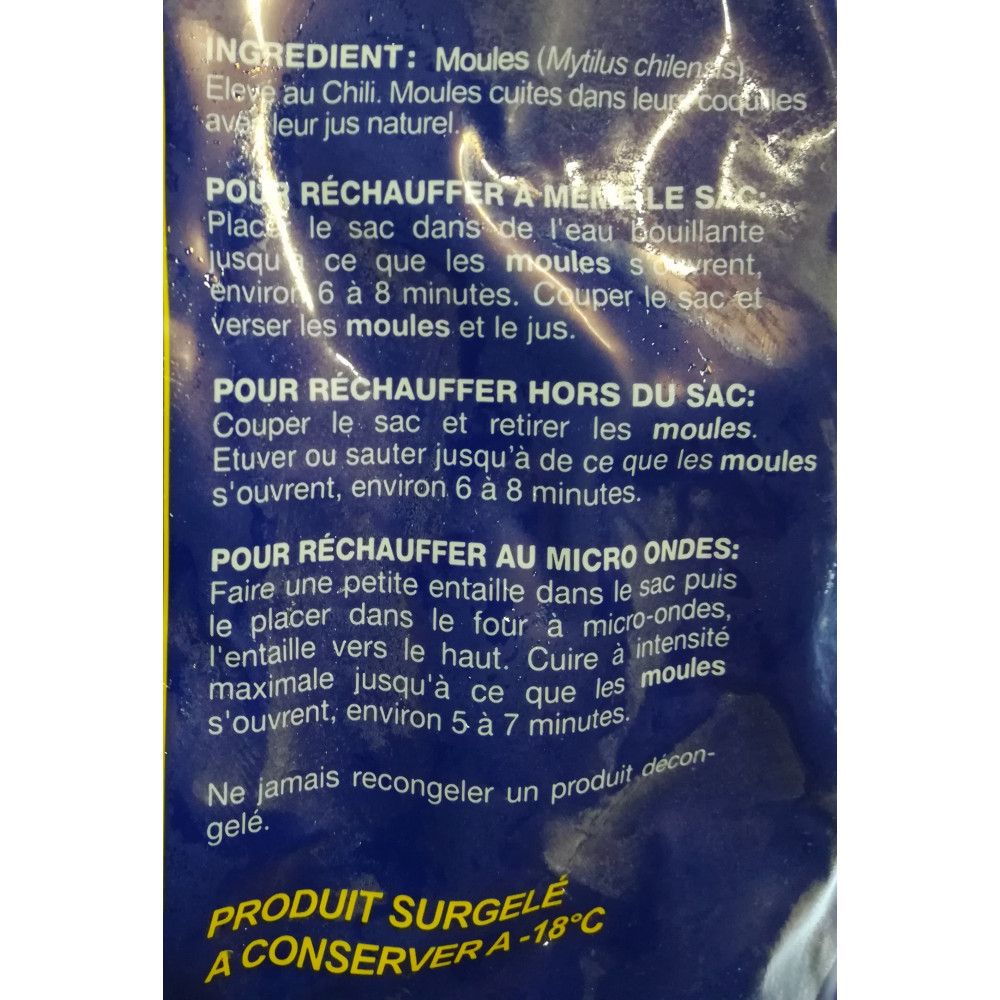 INGREDIENT: Moules (Mytilus chilensis)
Elevé au Chili. Moules cuites dans leurs coquilles
avec leur jus naturel.
POUR RÉCHAUFFER A MÊME LE SAC:
Placer le sac dans de l'eau bouillante
jusqu'à ce que les moules s'ouvrent,
environ 6 à 8 minutes. Couper le sac et
verser les moules et le jus.
POUR RÉCHAUFFER HORS DU SAC:
Couper le sac et retirer les moules.
Etuver ou sauter jusqu'à de ce que les moules
s'ouvrent, environ 6 à 8 minutes.
POUR RÉCHAUFFER AU MICRO ONDES:
Faire une petite entaille dans le sac puis
le placer dans le four à micro-ondes,
l'entaille vers le haut. Cuire à intensité
maximale jusqu'à ce que les moules
s'ouvrent, environ 5 à 7 minutes.
Ne jamais recongeler un produit décon-
gelé.
PRODUIT SURGELÉ
A CONSERVER A -18°C